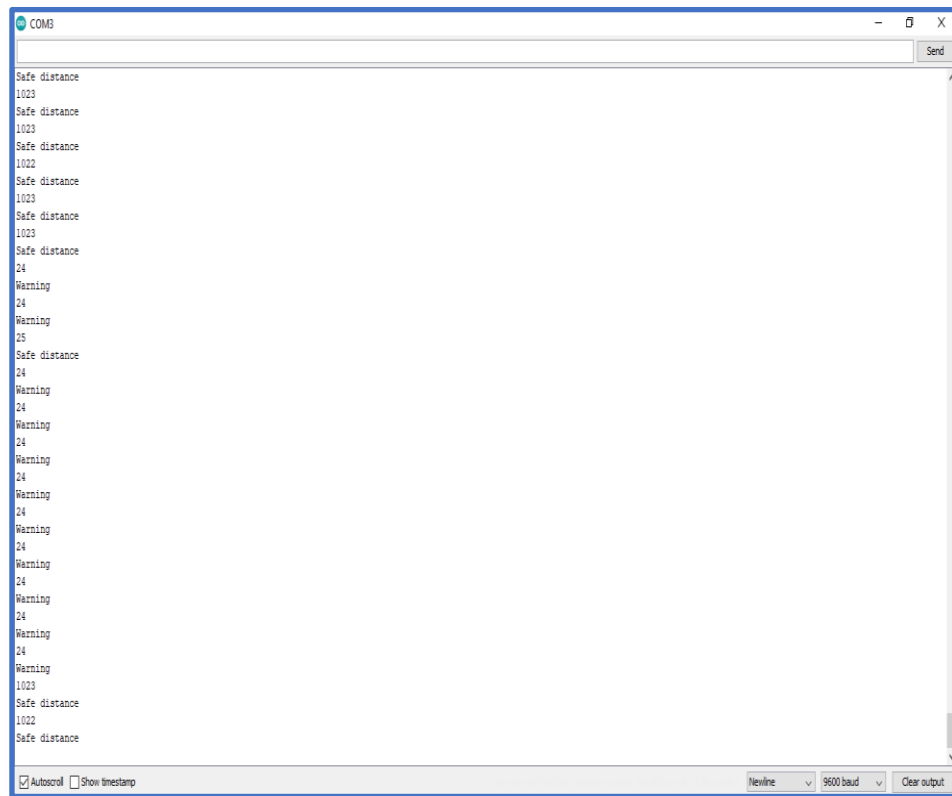 COM3
Send
Safe distance
1023
Safe distance
1023
Safe distance
1022
Safe distance
1023
Safe distance
1023
Safe distance
24
Warning
24
Warning
25
Safe distance
24
Warning
24
Warning
24
Warning
24
Warning
24
Warning
24
Warning
24
Warning
24
Warning
24
Warning
1023
Safe distance
1022
Safe distance
Autoscroll Show timestamp Newline 9600 baud Clear output